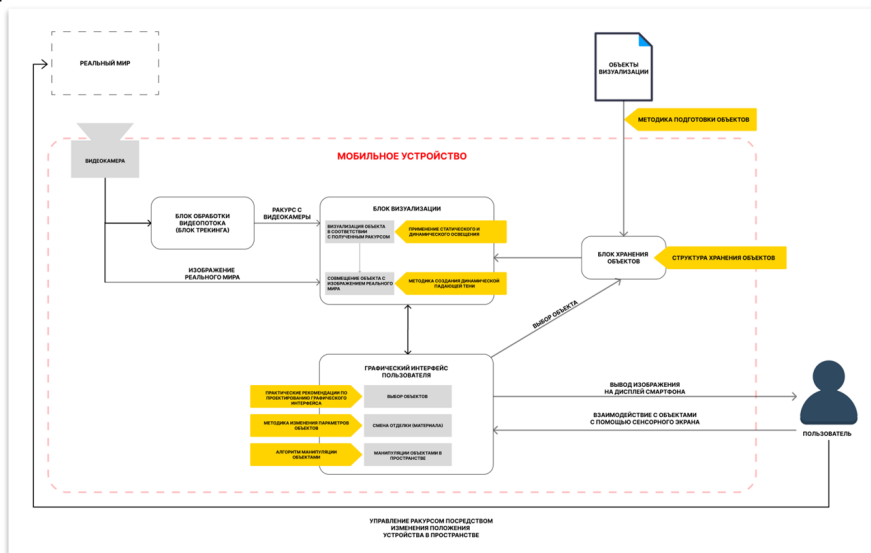 РЕАЛЬНЫЙ МИР
ОБЪЕКТЫ
ВИЗУАЛИЗАЦИИ
МЕТОДИКА ПОДГОТОВКИ ОБЪЕКТОВ
МОБИЛЬНОЕ УСТРОЙСТВО
ВИДЕОКАМЕРА
БЛОК ОБРАБОТКИ
ВИДЕОПОТОКА
(БЛОК ТРЕКИНГА)
РАКУРС С
ВИДЕОКАМЕРЫ
БЛОК ВИЗУАЛИЗАЦИИ
ВИЗУАЛИЗАЦИЯ ОБЪЕКТА
В СООТВЕТСТВИИ
С ПОЛУЧЕННЫМ РАКУРСОМ
ПРИМЕНЕНИЕ СТАТИЧЕСКОГО И
ДИНАМИЧЕСКОГО ОСВЕЩЕНИЯ
БЛОК ХРАНЕНИЯ
ОБЪЕКТОВ
СТРУКТУРА ХРАНЕНИЯ ОБЪЕКТОВ
ИЗОБРАЖЕНИЕ
РЕАЛЬНОГО МИРА
СОВМЕЩЕНИЕ ОБЪЕКТА С
ИЗОБРАЖЕНИЕМ РЕАЛЬНОГО
МИРА
МЕТОДИКА СОЗДАНИЯ ДИНАМИЧЕСКОЙ
ПАДАЮЩЕЙ ТЕНИ
ВЫБОР ОБЪЕКТА
ГРАФИЧЕСКИЙ ИНТЕРФЕЙС
ПОЛЬЗОВАТЕЛЯ
ПРАКТИЧЕСКИЕ РЕКОМЕНДАЦИИ ПО
ПРОЕКТИРОВАНИЮ ГРАФИЧЕСКОГО
ИНТЕРФЕЙСА
ВЫБОР ОБЪЕКТОВ
МЕТОДИКА ИЗМЕНЕНИЯ ПАРАМЕТРОВ
ОБЪЕКТОВ
СМЕНА ОТДЕЛКИ (МАТЕРИАЛА)
АЛГОРИТМ МАНИПУЛЯЦИИ
ОБЪЕКТАМИ
МАНИПУЛЯЦИИ ОБЪЕКТАМИ В
ПРОСТРАНСТВЕ
ВЫВОД ИЗОБРАЖЕНИЯ
НА ДИСПЛЕЙ СМАРТФОНА
ВЗАИМОДЕЙСТВИЕ С ОБЪЕКТАМИ
С ПОМОЩЬЮ СЕНСОРНОГО ЭКРАНА
ПОЛЬЗОВАТЕЛЬ
УПРАВЛЕНИЕ РАКУРСОМ ПОСРЕДСТВОМ
ИЗМЕНЕНИЯ ПОЛОЖЕНИЯ
УСТРОЙСТВА В ПРОСТРАНСТВЕ